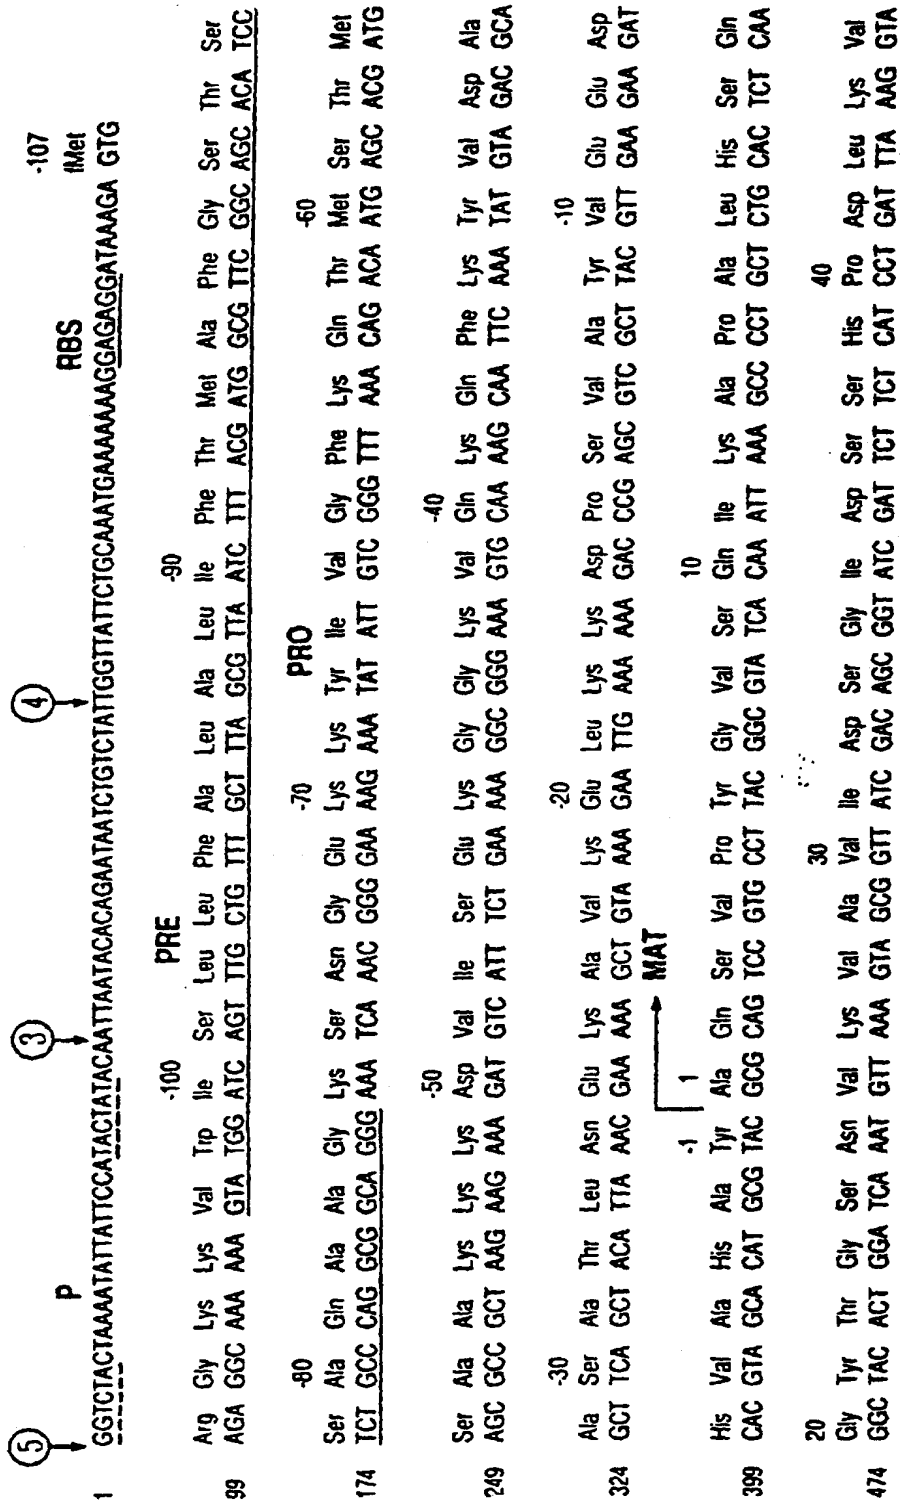 -107
P RBS fMet
5 3 4
1 GGTCTACTAAAATATTATTCCATACTATACAATTAATACACAGAATAATCTGTCTATTGGTTATTCTGCAAATGAAAAAAAGGAGAGGATAAAGA GTG
PRE
-100 -90
Arg Gly Lys Lys Val Trp Ile Ser Leu Leu Phe Ala Leu Ala Leu Ile Phe Thr Met Ala Phe Gly Ser Thr Ser
99 AGA GGC AAA AAA GTA TGG ATC AGT TTG CTG TTT GCT TTA GCG TTA ATC TTT ACG ATG GCG TTC GGC AGC ACA TCC
PRO
-80 -70 -60
Ser Ala Gln Ala Ala Gly Lys Ser Asn Gly Glu Lys Lys Tyr Ile Val Gly Phe Lys Gln Thr Met Ser Thr Met
174 TCT GCC CAG GCG GCA GGG AAA TCA AAC GGG GAA AAG AAA TAT ATT GTC GGG TTT AAA CAG ACA ATG AGC ACG ATG
-50 -40
Ser Ala Ala Lys Lys Lys Asp Val Ile Ser Glu Lys Gly Gly Lys Val Gln Lys Gln Phe Lys Tyr Val Asp Ala
249 AGC GCC GCT AAG AAG AAA GAT GTC ATT TCT GAA AAA GGC GGG AAA GTG CAA AAG CAA TTC AAA TAT GTA GAC GCA
-30 -20 -10
Ala Ser Ala Thr Leu Asn Glu Lys Ala Val Lys Glu Leu Lys Lys Asp Pro Ser Val Ala Tyr Val Glu Glu Asp
324 GCT TCA GCT ACA TTA AAC GAA AAA GCT GTA AAA GAA TTG AAA AAA GAC CCG AGC GTC GCT TAC GTT GAA GAA GAT
MAT
-1 1 10
His Val Ala His Ala Tyr Ala Gln Ser Val Pro Tyr Gly Val Ser Gln Ile Lys Ala Pro Ala Leu His Ser Gln
399 CAC GTA GCA CAT GCG TAC GCG CAG TCC GTG CCT TAC GGC GTA TCA CAA ATT AAA GCC CCT GCT CTG CAC TCT CAA
20 30 40
Gly Tyr Thr Gly Ser Asn Val Lys Val Ala Val Ile Asp Ser Gly Ile Asp Ser Ser His Pro Asp Leu Lys Val
474 GGC TAC ACT GGA TCA AAT GTT AAA GTA GCG GTT ATC GAC AGC GGT ATC GAT TCT TCT CAT CCT GAT TTA AAG GTA